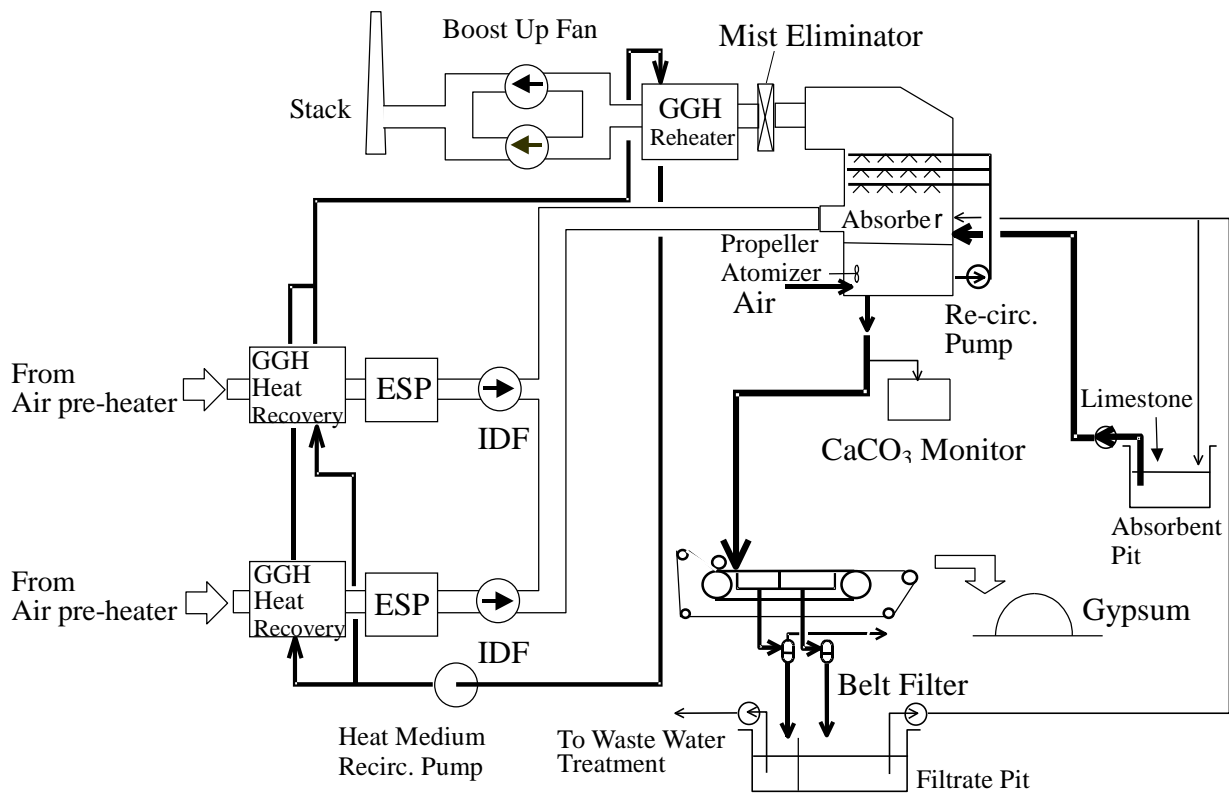 Boost Up Fan
Mist Eliminator
Stack
GGH
Reheater
Absorber
Propeller
Atomizer
Air
Re-circ.
Pump
From
Air pre-heater
GGH
Heat
Recovery
ESP
IDF
CaCO₃ Monitor
Limestone
Absorbent
Pit
From
Air pre-heater
GGH
Heat
Recovery
ESP
IDF
Gypsum
Belt Filter
Heat Medium
Recirc. Pump
To Waste Water
Treatment
Filtrate Pit